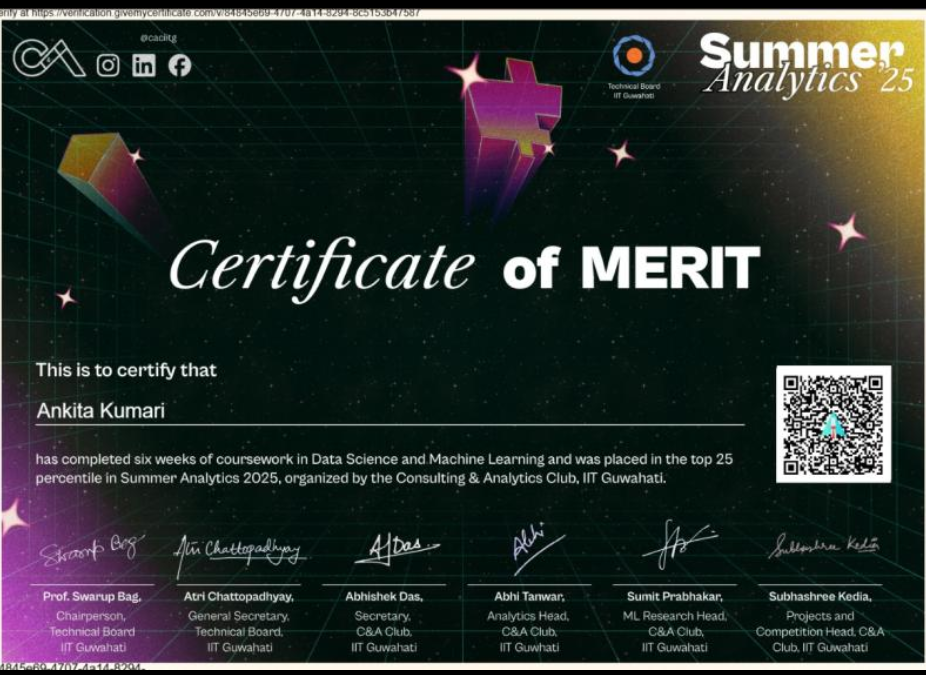 erify at https://verification.givemycertificate.com/v/84845e69-4707-4a14-8294-8c5153b47587
@caciitg
CA
Technical Board
IIT Guwahati
Summer
Analytics '25
Certificate of MERIT
This is to certify that
Ankita Kumari
has completed six weeks of coursework in Data Science and Machine Learning and was placed in the top 25
percentile in Summer Analytics 2025, organized by the Consulting & Analytics Club, IIT Guwahati.
Swarup Bag
Atri Chattopadhyay
A Das
Abhi
Subhashree Kedia
Prof. Swarup Bag,
Chairperson,
Technical Board
IIT Guwahati
Atri Chattopadhyay,
General Secretary,
Technical Board,
IIT Guwahati
Abhishek Das,
Secretary,
C&A Club,
IIT Guwahati
Abhi Tanwar,
Analytics Head,
C&A Club,
IIT Guwhati
Sumit Prabhakar,
ML Research Head,
C&A Club,
IIT Guwahati
Subhashree Kedia,
Projects and
Competition Head, C&A
Club, IIT Guwahati
84845e69-4707-4a14-8294-